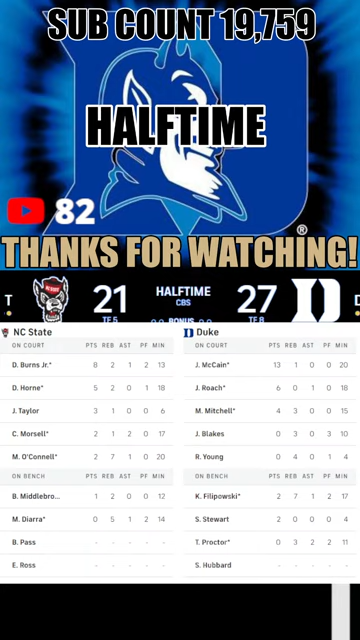 SUB COUNT 19,759
HALFTIME
82
®
THANKS FOR WATCHING!
T 21 HALFTIME 27 D
CBS
TF 5 BONUS TF 8
NC State Duke
ON COURT PTS REB AST PF MIN ON COURT PTS REB AST PF MIN
D. Burns Jr.* 8 2 1 2 13 J. McCain* 13 1 0 0 20
D. Horne* 5 2 0 1 18 J. Roach* 6 0 1 0 18
J. Taylor 3 1 0 0 6 M. Mitchell* 4 3 0 0 15
C. Morsell* 2 1 2 0 17 J. Blakes 0 3 0 3 10
M. O'Connell* 2 7 1 0 20 R. Young 0 4 0 1 4
ON BENCH PTS REB AST PF MIN ON BENCH PTS REB AST PF MIN
B. Middlebro... 1 2 0 0 12 K. Filipowski* 2 7 1 2 17
M. Diarra* 0 5 1 2 14 S. Stewart 2 0 0 0 4
B. Pass - - - - - T. Proctor* 0 3 2 2 11
E. Ross - - - - - S. Hubbard - - - - -